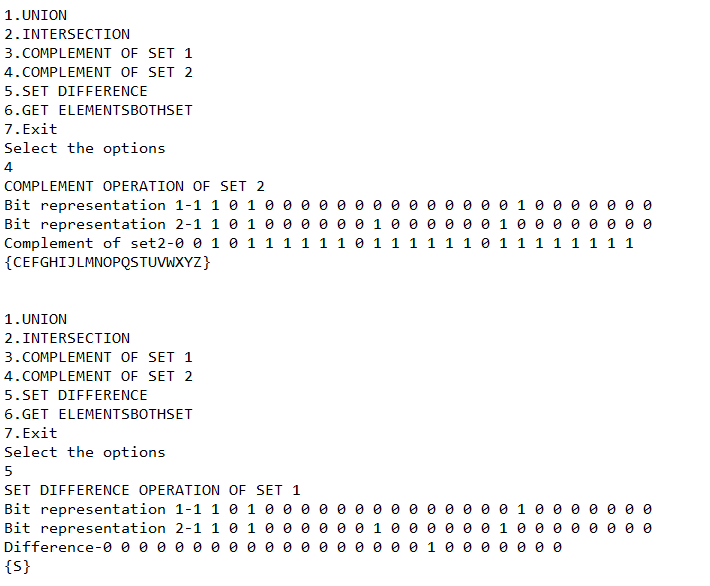 1.UNION
2.INTERSECTION
3.COMPLEMENT OF SET 1
4.COMPLEMENT OF SET 2
5.SET DIFFERENCE
6.GET ELEMENTSBOTHSET
7.Exit
Select the options
4
COMPLEMENT OPERATION OF SET 2
Bit representation 1-1 1 0 1 0 0 0 0 0 0 0 0 0 0 0 0 0 0 1 0 0 0 0 0 0 0
Bit representation 2-1 1 0 1 0 0 0 0 0 0 1 0 0 0 0 0 0 1 0 0 0 0 0 0 0 0
Complement of set2-0 0 1 0 1 1 1 1 1 1 0 1 1 1 1 1 1 0 1 1 1 1 1 1 1 1
{CEFGHIJLMNOPQSTUVWXYZ}
1.UNION
2.INTERSECTION
3.COMPLEMENT OF SET 1
4.COMPLEMENT OF SET 2
5.SET DIFFERENCE
6.GET ELEMENTSBOTHSET
7.Exit
Select the options
5
SET DIFFERENCE OPERATION OF SET 1
Bit representation 1-1 1 0 1 0 0 0 0 0 0 0 0 0 0 0 0 0 0 1 0 0 0 0 0 0 0
Bit representation 2-1 1 0 1 0 0 0 0 0 0 1 0 0 0 0 0 0 1 0 0 0 0 0 0 0 0
Difference-0 0 0 0 0 0 0 0 0 0 0 0 0 0 0 0 0 0 1 0 0 0 0 0 0 0
{S}